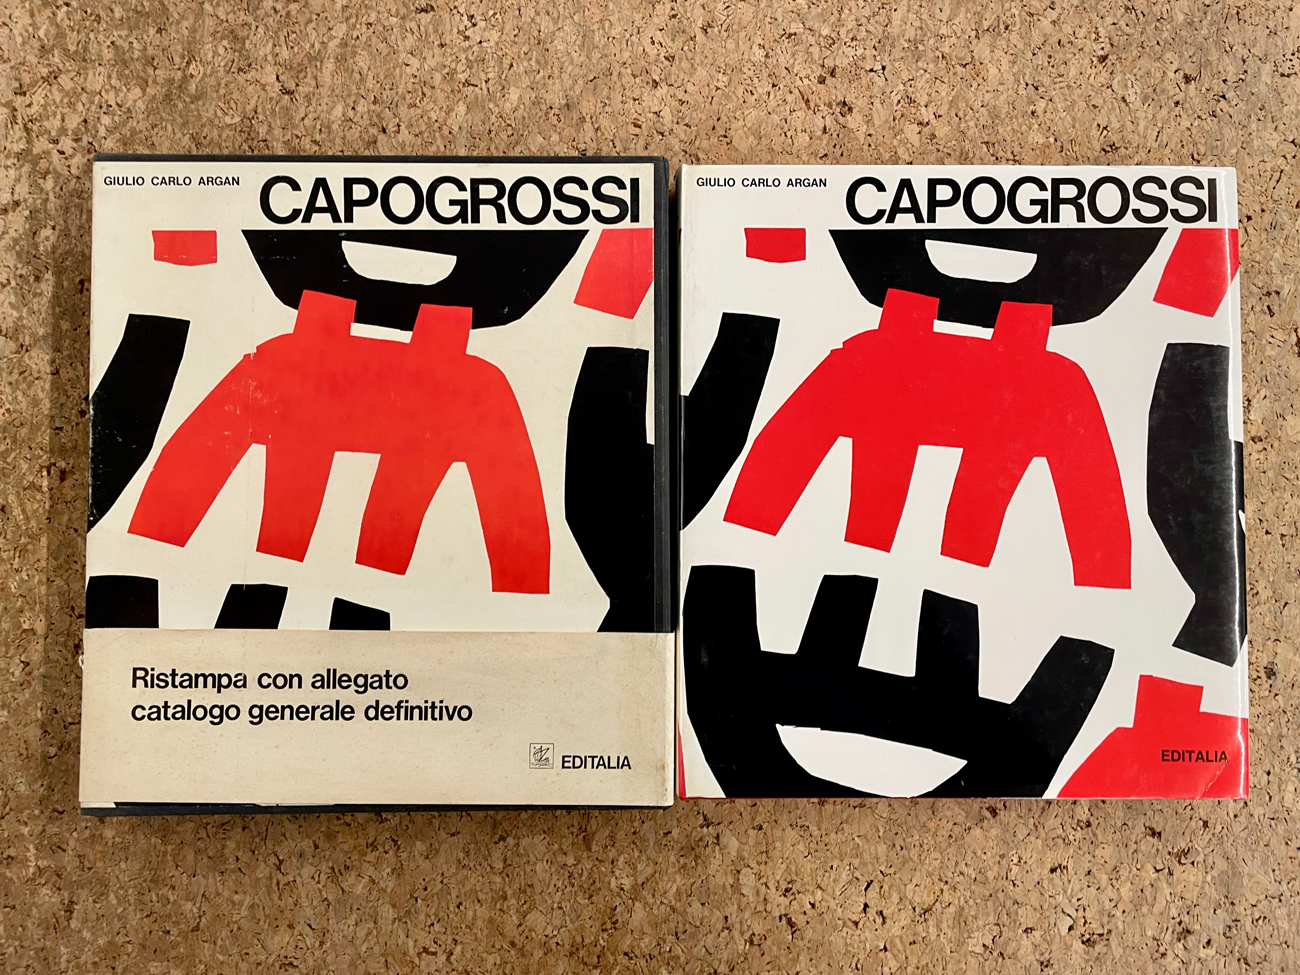 GIULIO CARLO ARGAN
CAPOGROSSI
Ristampa con allegato
catalogo generale definitivo
EDITALIA
GIULIO CARLO ARGAN
CAPOGROSSI
EDITALIA